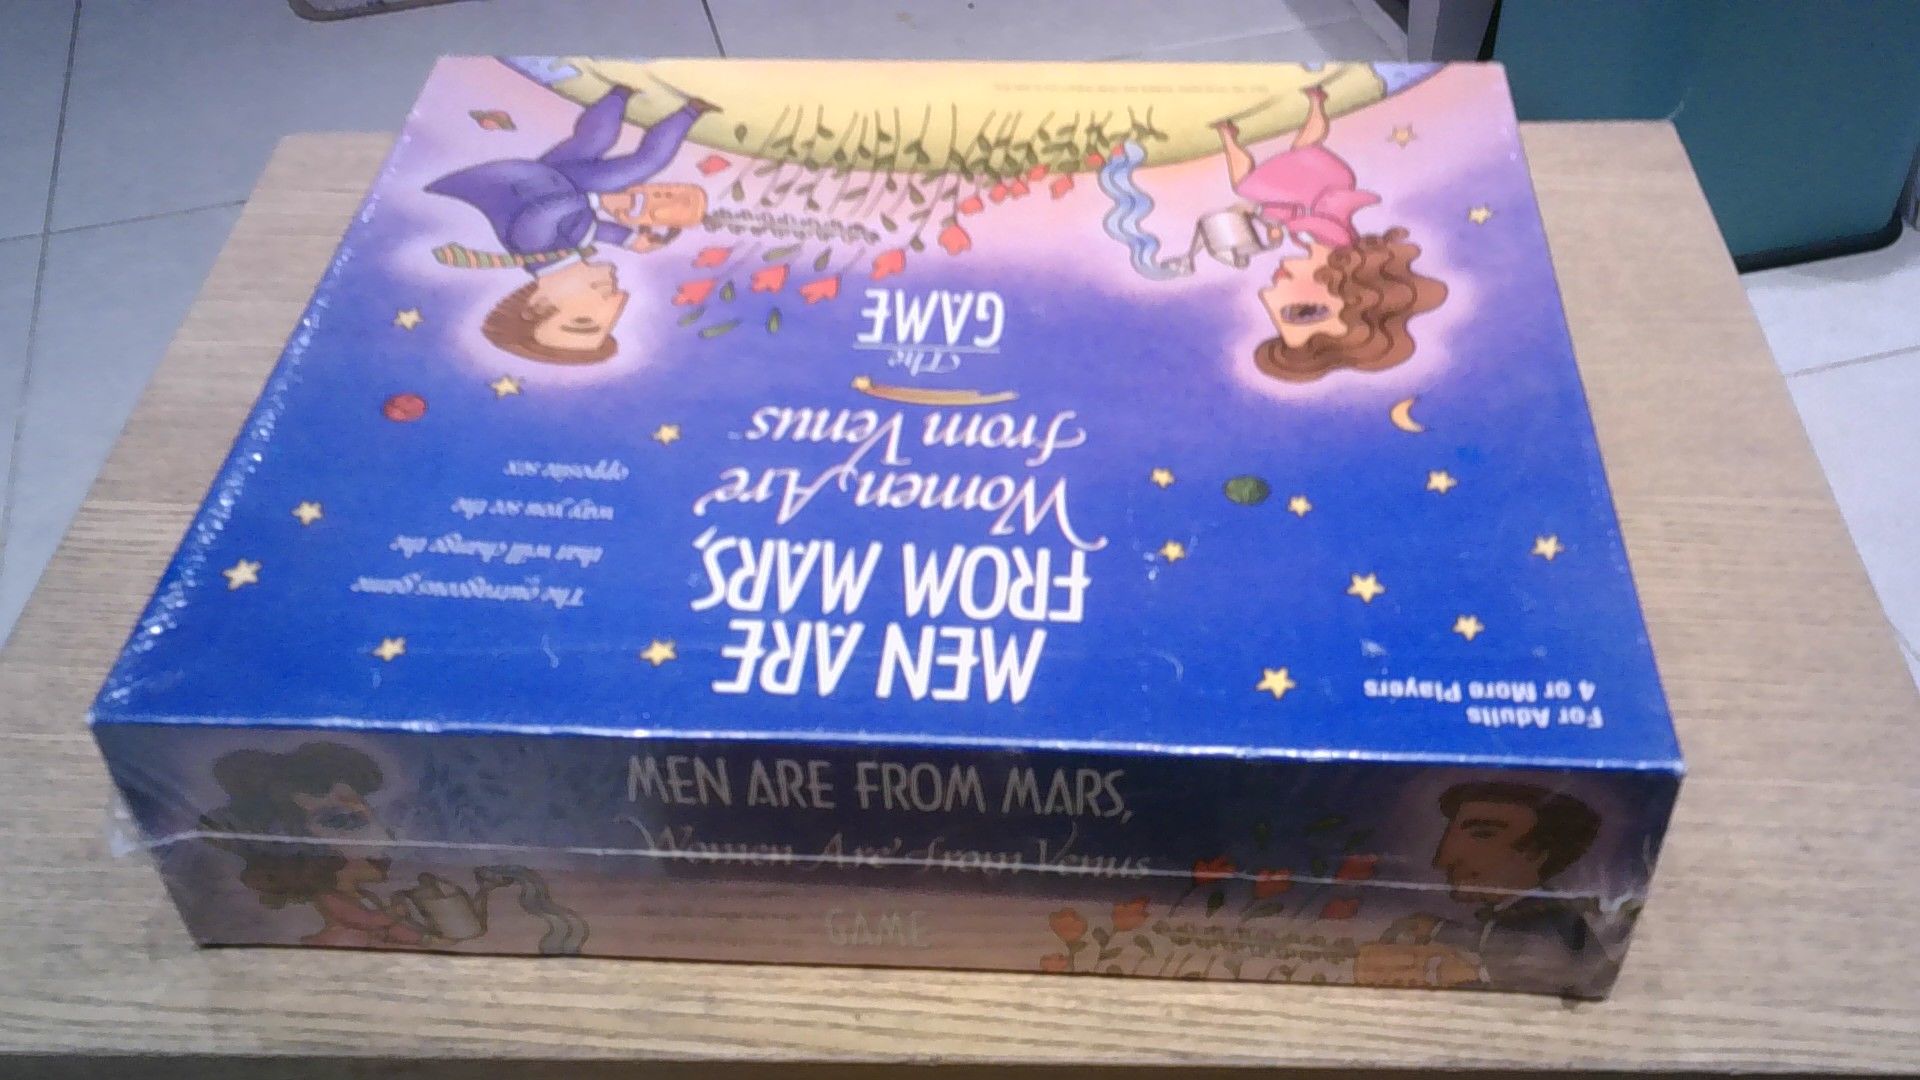 MEN ARE
FROM MARS,
Women Are
from Venus
The
GAME
The outrageous game
that will change the
way you see the
opposite sex
For Adults
4 or More Players
MEN ARE FROM MARS,
Women Are from Venus
GAME